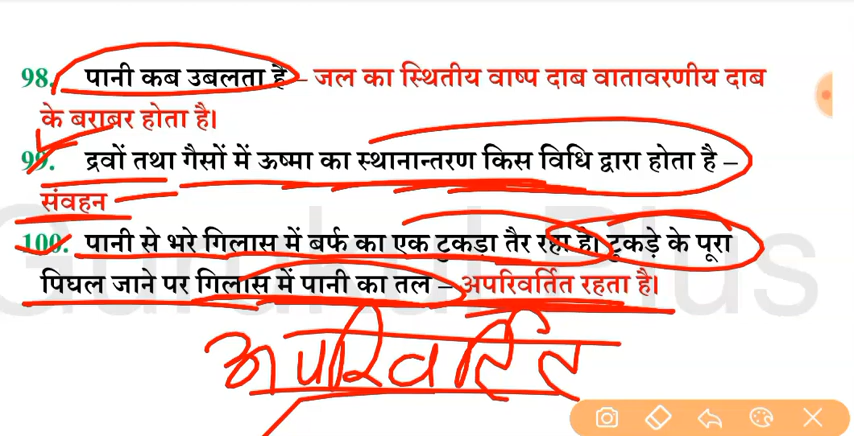 98. पानी कब उबलता है – जल का स्थितीय वाष्प दाब वातावरणीय दाब
के बराबर होता है।
99. द्रवों तथा गैसों में ऊष्मा का स्थानान्तरण किस विधि द्वारा होता है –
संवहन
100. पानी से भरे गिलास में बर्फ का एक टुकड़ा तैर रहा है। टुकड़े के पूरा
पिघल जाने पर गिलास में पानी का तल – अपरिवर्तित रहता है।
अपरिवर्तित